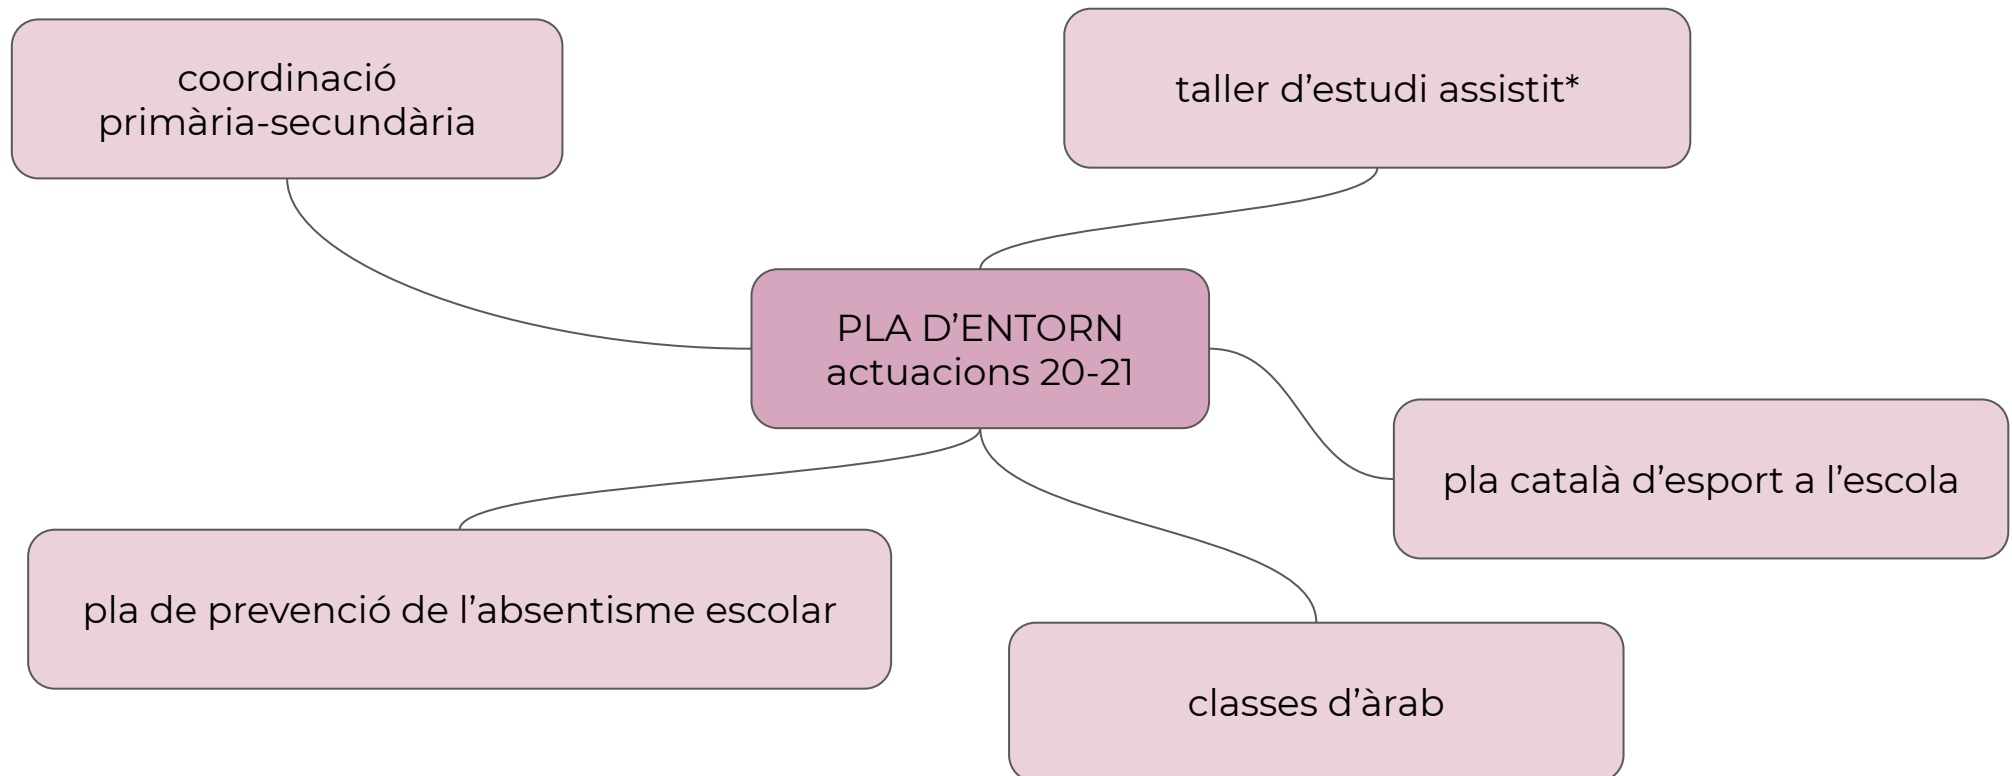 coordinació
primària-secundària
taller d’estudi assistit*
PLA D’ENTORN
actuacions 20-21
pla català d’esport a l’escola
pla de prevenció de l’absentisme escolar
classes d’àrab